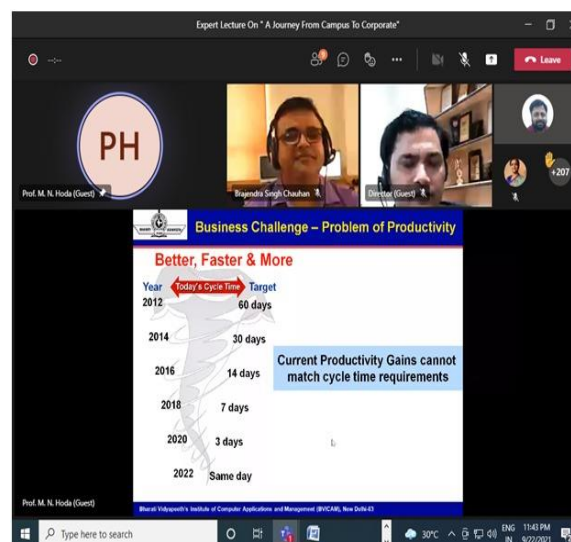 Expert Lecture On " A Journey From Campus To Corporate"
--:--
9
Leave
PH
Prof. M. N. Hoda (Guest)
Brajendra Singh Chauhan
Director (Guest)
+207
Business Challenge – Problem of Productivity
Better, Faster & More
Year Today's Cycle Time Target
2012 60 days
2014 30 days
2016 14 days
2018 7 days
2020 3 days
2022 Same day
Current Productivity Gains cannot
match cycle time requirements
Prof. M. N. Hoda (Guest)
Bharati Vidyapeeth's Institute of Computer Applications and Management (BVICAM), New Delhi-63
Type here to search
30°C
ENG
IN
11:43 PM
9/22/2021